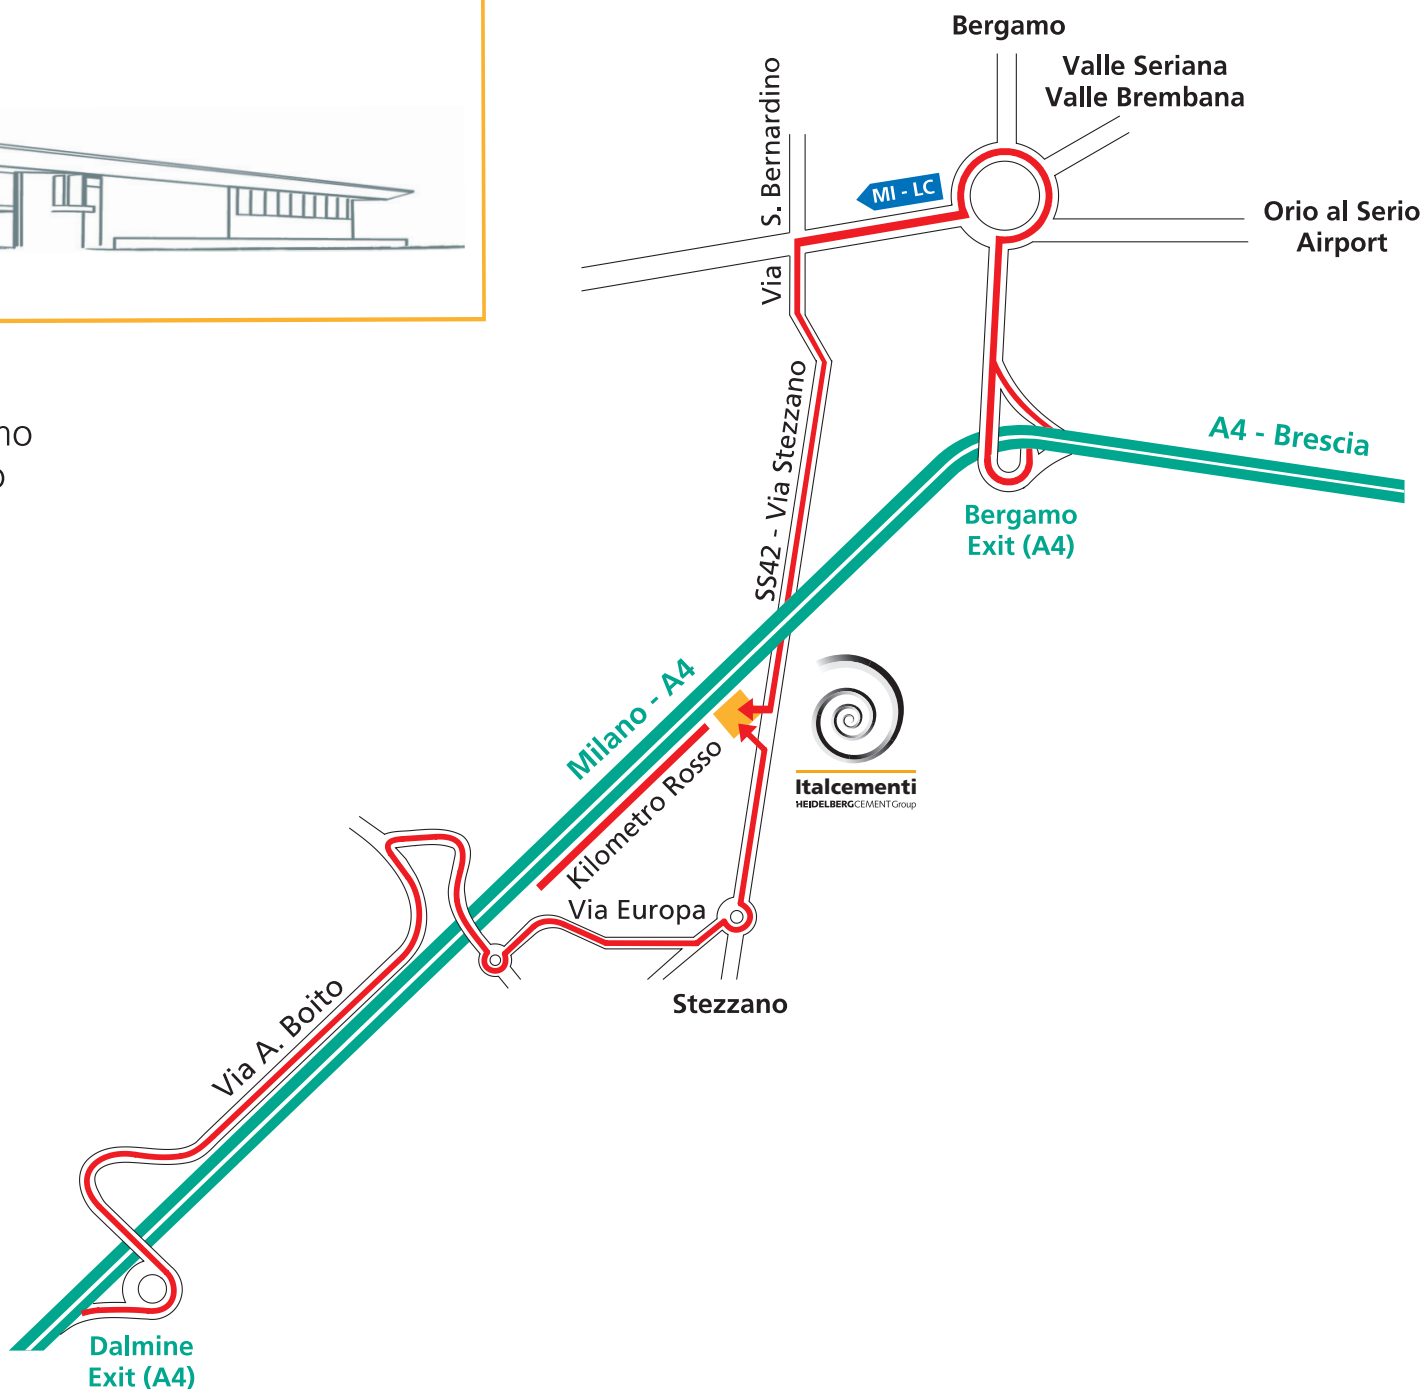 Bergamo
Valle Seriana
Valle Brembana
Via S. Bernardino
MI - LC
Orio al Serio
Airport
SS42 - Via Stezzano
A4 - Brescia
Bergamo
Exit (A4)
Milano - A4
Italcementi
HEIDELBERGCEMENT Group
Kilometro Rosso
Via Europa
Stezzano
Via A. Boito
Dalmine
Exit (A4)